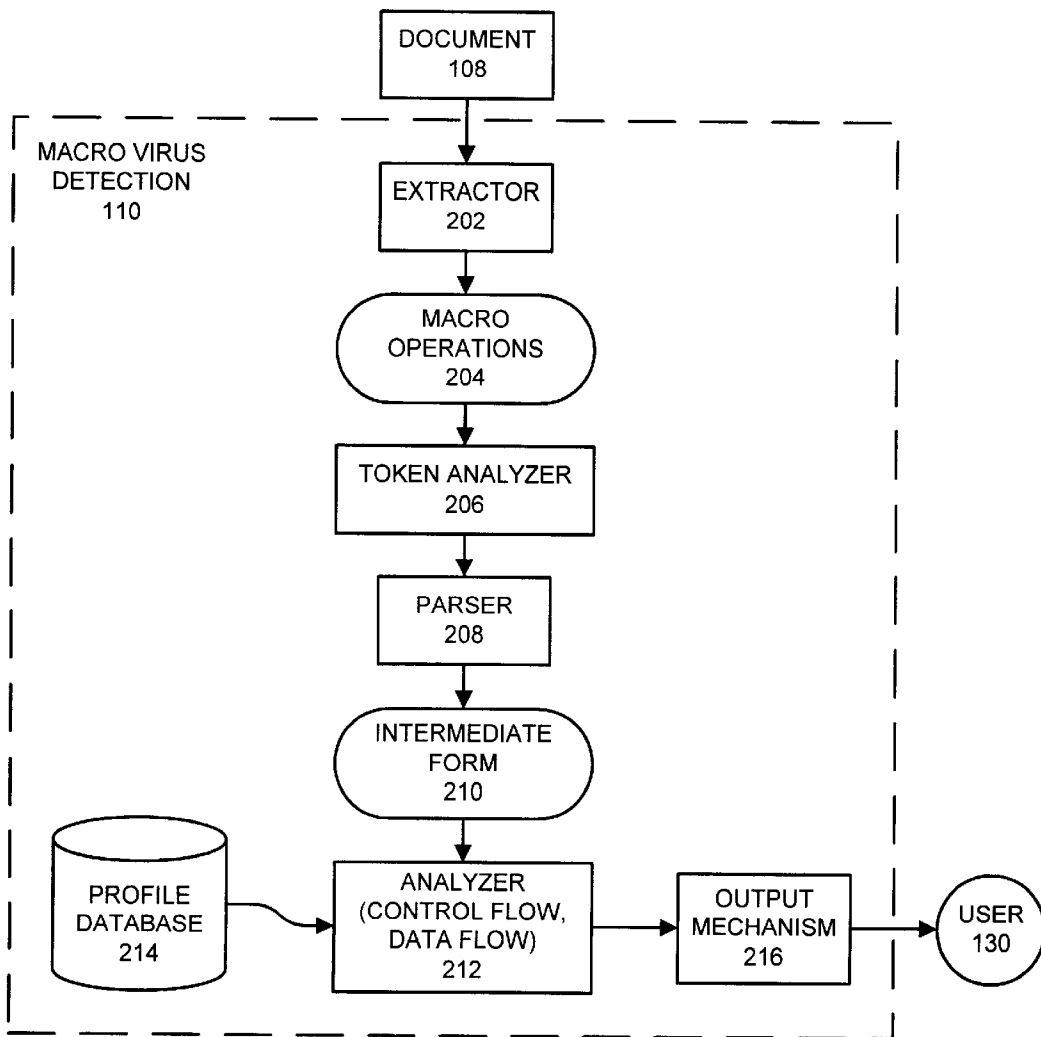 DOCUMENT
108
MACRO VIRUS
DETECTION
110
EXTRACTOR
202
MACRO
OPERATIONS
204
TOKEN ANALYZER
206
PARSER
208
INTERMEDIATE
FORM
210
PROFILE
DATABASE
214
ANALYZER
(CONTROL FLOW,
DATA FLOW)
212
OUTPUT
MECHANISM
216
USER
130